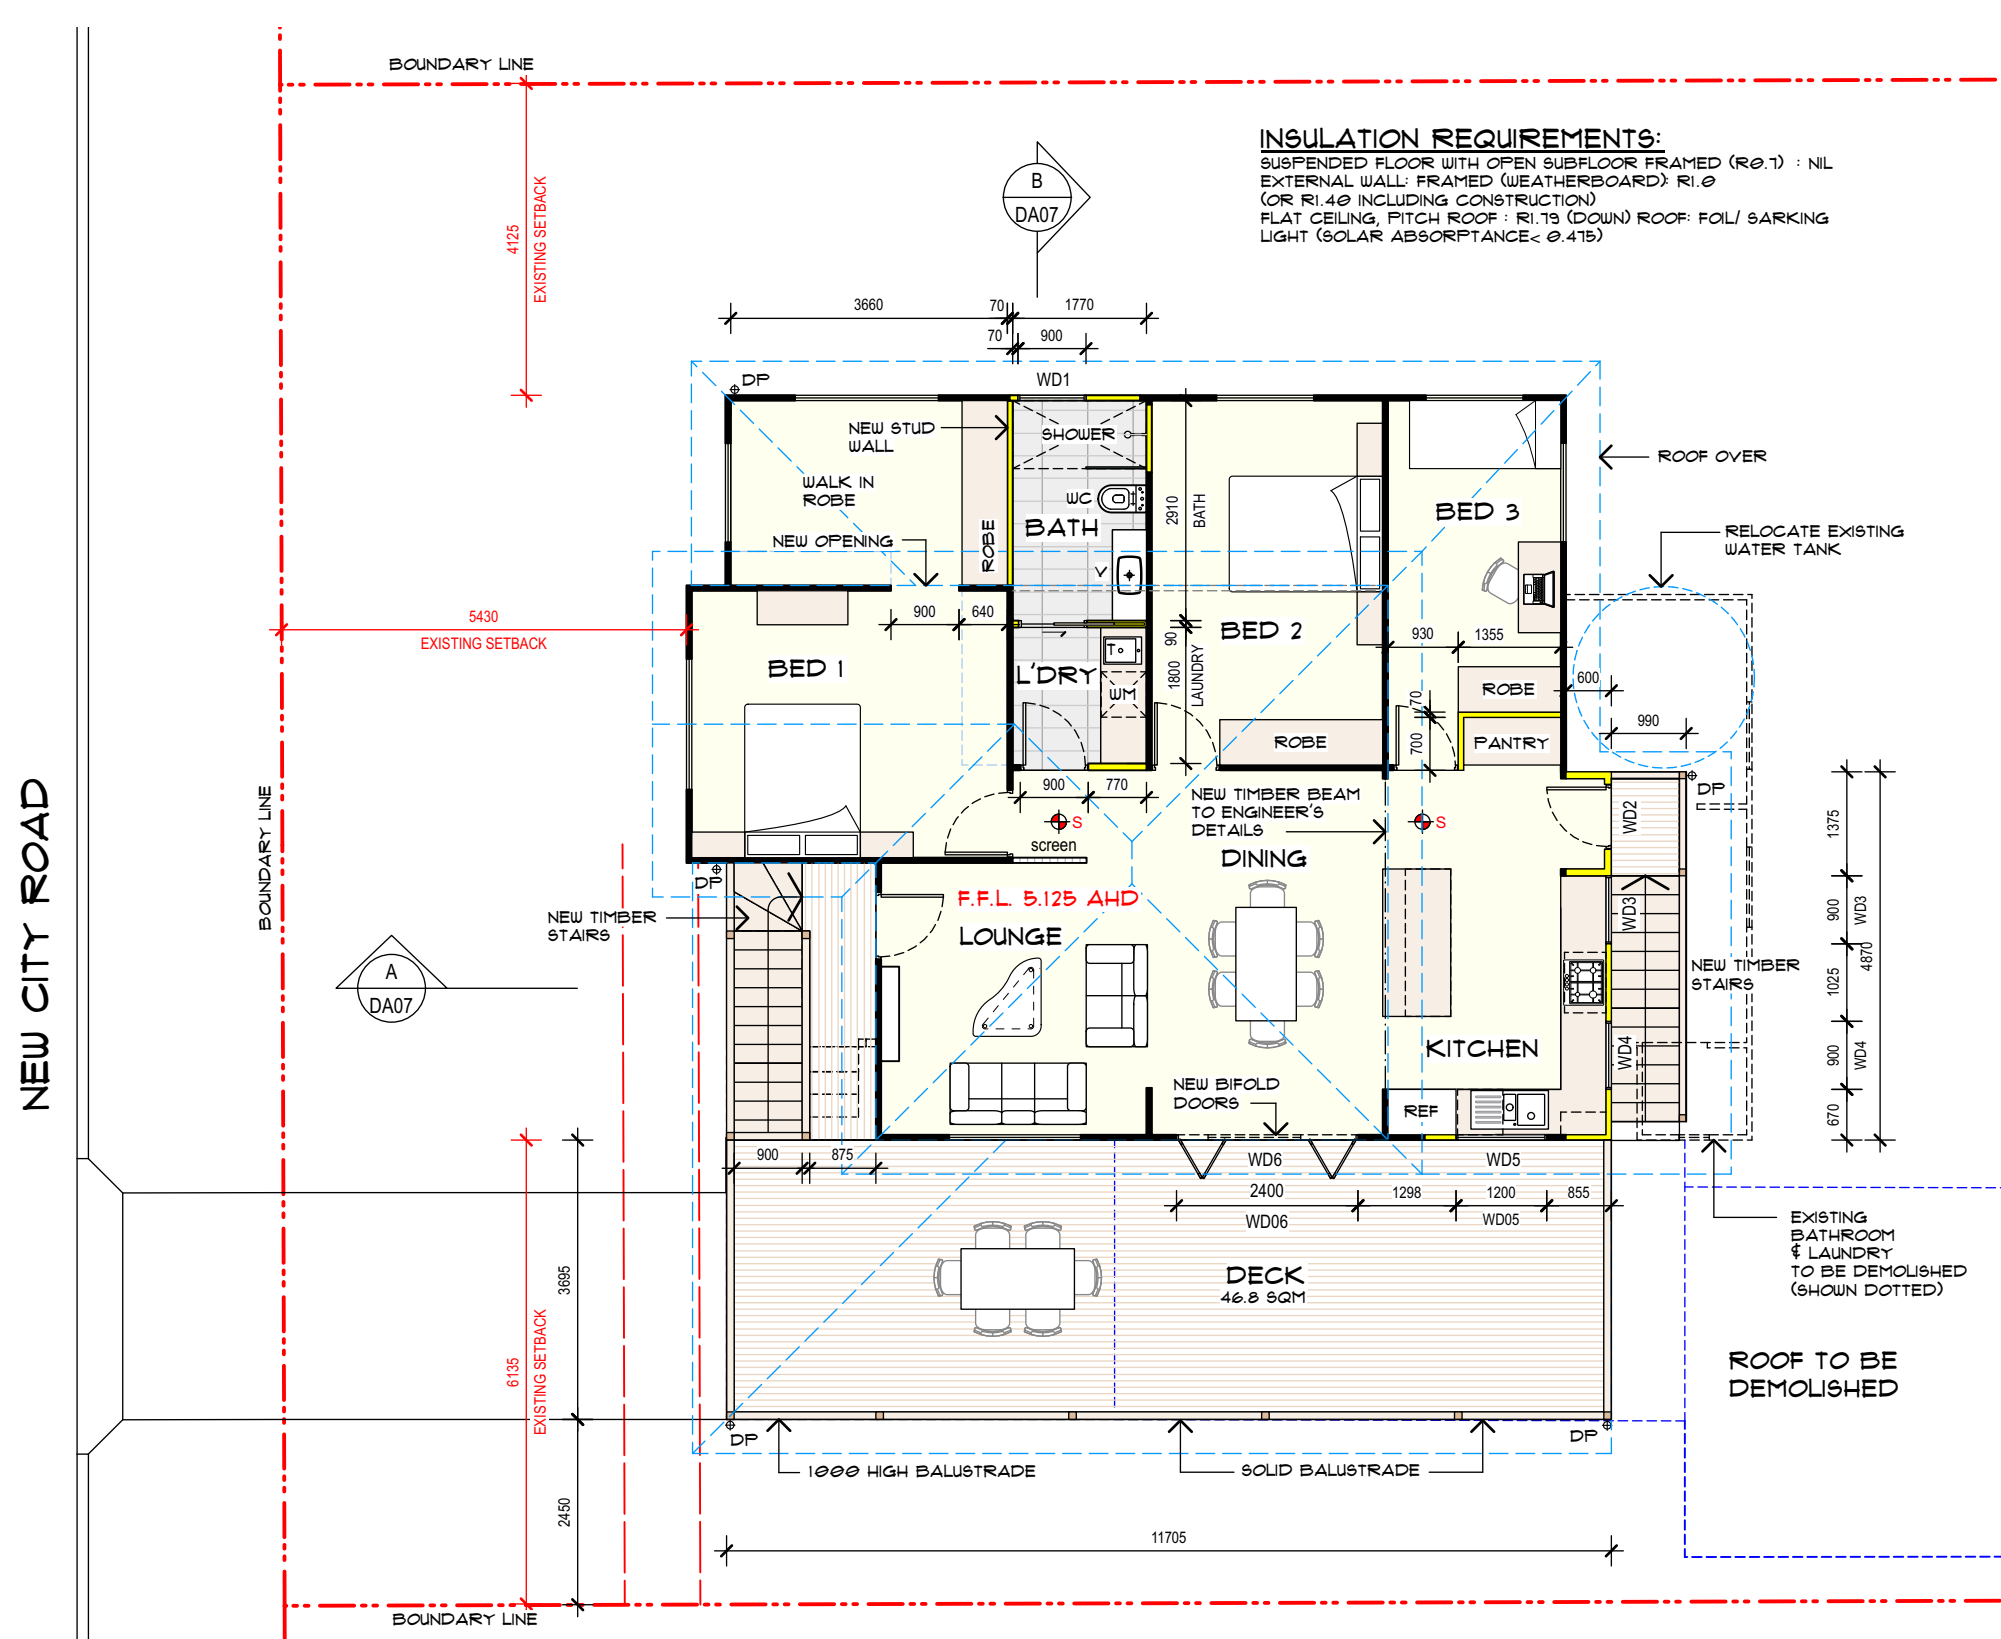 BOUNDARY LINE
4125
EXISTING SETBACK
B
DA07
INSULATION REQUIREMENTS:
SUSPENDED FLOOR WITH OPEN SUBFLOOR FRAMED (R0.7) : NIL
EXTERNAL WALL: FRAMED (WEATHERBOARD): R1.0
(OR R1.40 INCLUDING CONSTRUCTION)
FLAT CEILING, PITCH ROOF : R1.79 (DOWN) ROOF: FOIL/ SARKING
LIGHT (SOLAR ABSORPTANCE< 0.475)
3660
70
1770
70
900
DP
WD1
NEW STUD
WALL
SHOWER
WALK IN
ROBE
WC
BATH
ROBE
NEW OPENING
V
2910
BATH
BED 3
ROOF OVER
RELOCATE EXISTING
WATER TANK
5430
EXISTING SETBACK
900
640
BED 1
L'DRY
T
WM
90
1800
LAUNDRY
BED 2
930
1355
ROBE
600
70
700
PANTRY
990
ROBE
900
770
NEW TIMBER BEAM
TO ENGINEER'S
DETAILS
S
S
screen
DINING
WD2
DP
1375
NEW CITY ROAD
BOUNDARY LINE
DP
F.F.L. 5.125 AHD
LOUNGE
NEW TIMBER
STAIRS
A
DA07
WD3
900
WD3
4870
NEW TIMBER
STAIRS
1025
KITCHEN
WD4
900
WD4
NEW BIFOLD
DOORS
REF
670
900
875
WD6
WD5
2400
1298
1200
855
WD06
WD05
EXISTING
BATHROOM
& LAUNDRY
TO BE DEMOLISHED
(SHOWN DOTTED)
3695
DECK
46.8 SQM
6135
EXISTING SETBACK
ROOF TO BE
DEMOLISHED
DP
DP
1000 HIGH BALUSTRADE
SOLID BALUSTRADE
2450
11705
BOUNDARY LINE